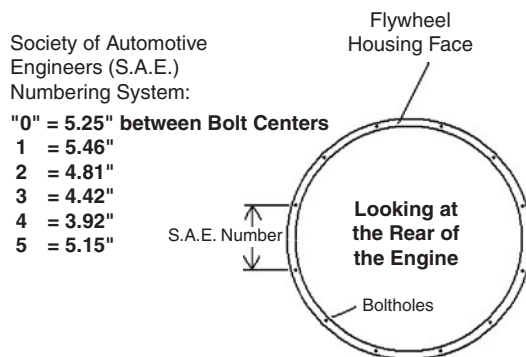 Society of Automotive
Engineers (S.A.E.)
Numbering System:
"0" = 5.25" between Bolt Centers
1 = 5.46"
2 = 4.81"
3 = 4.42"
4 = 3.92"
5 = 5.15"
Flywheel
Housing Face
S.A.E. Number
Looking at
the Rear of
the Engine
Boltholes